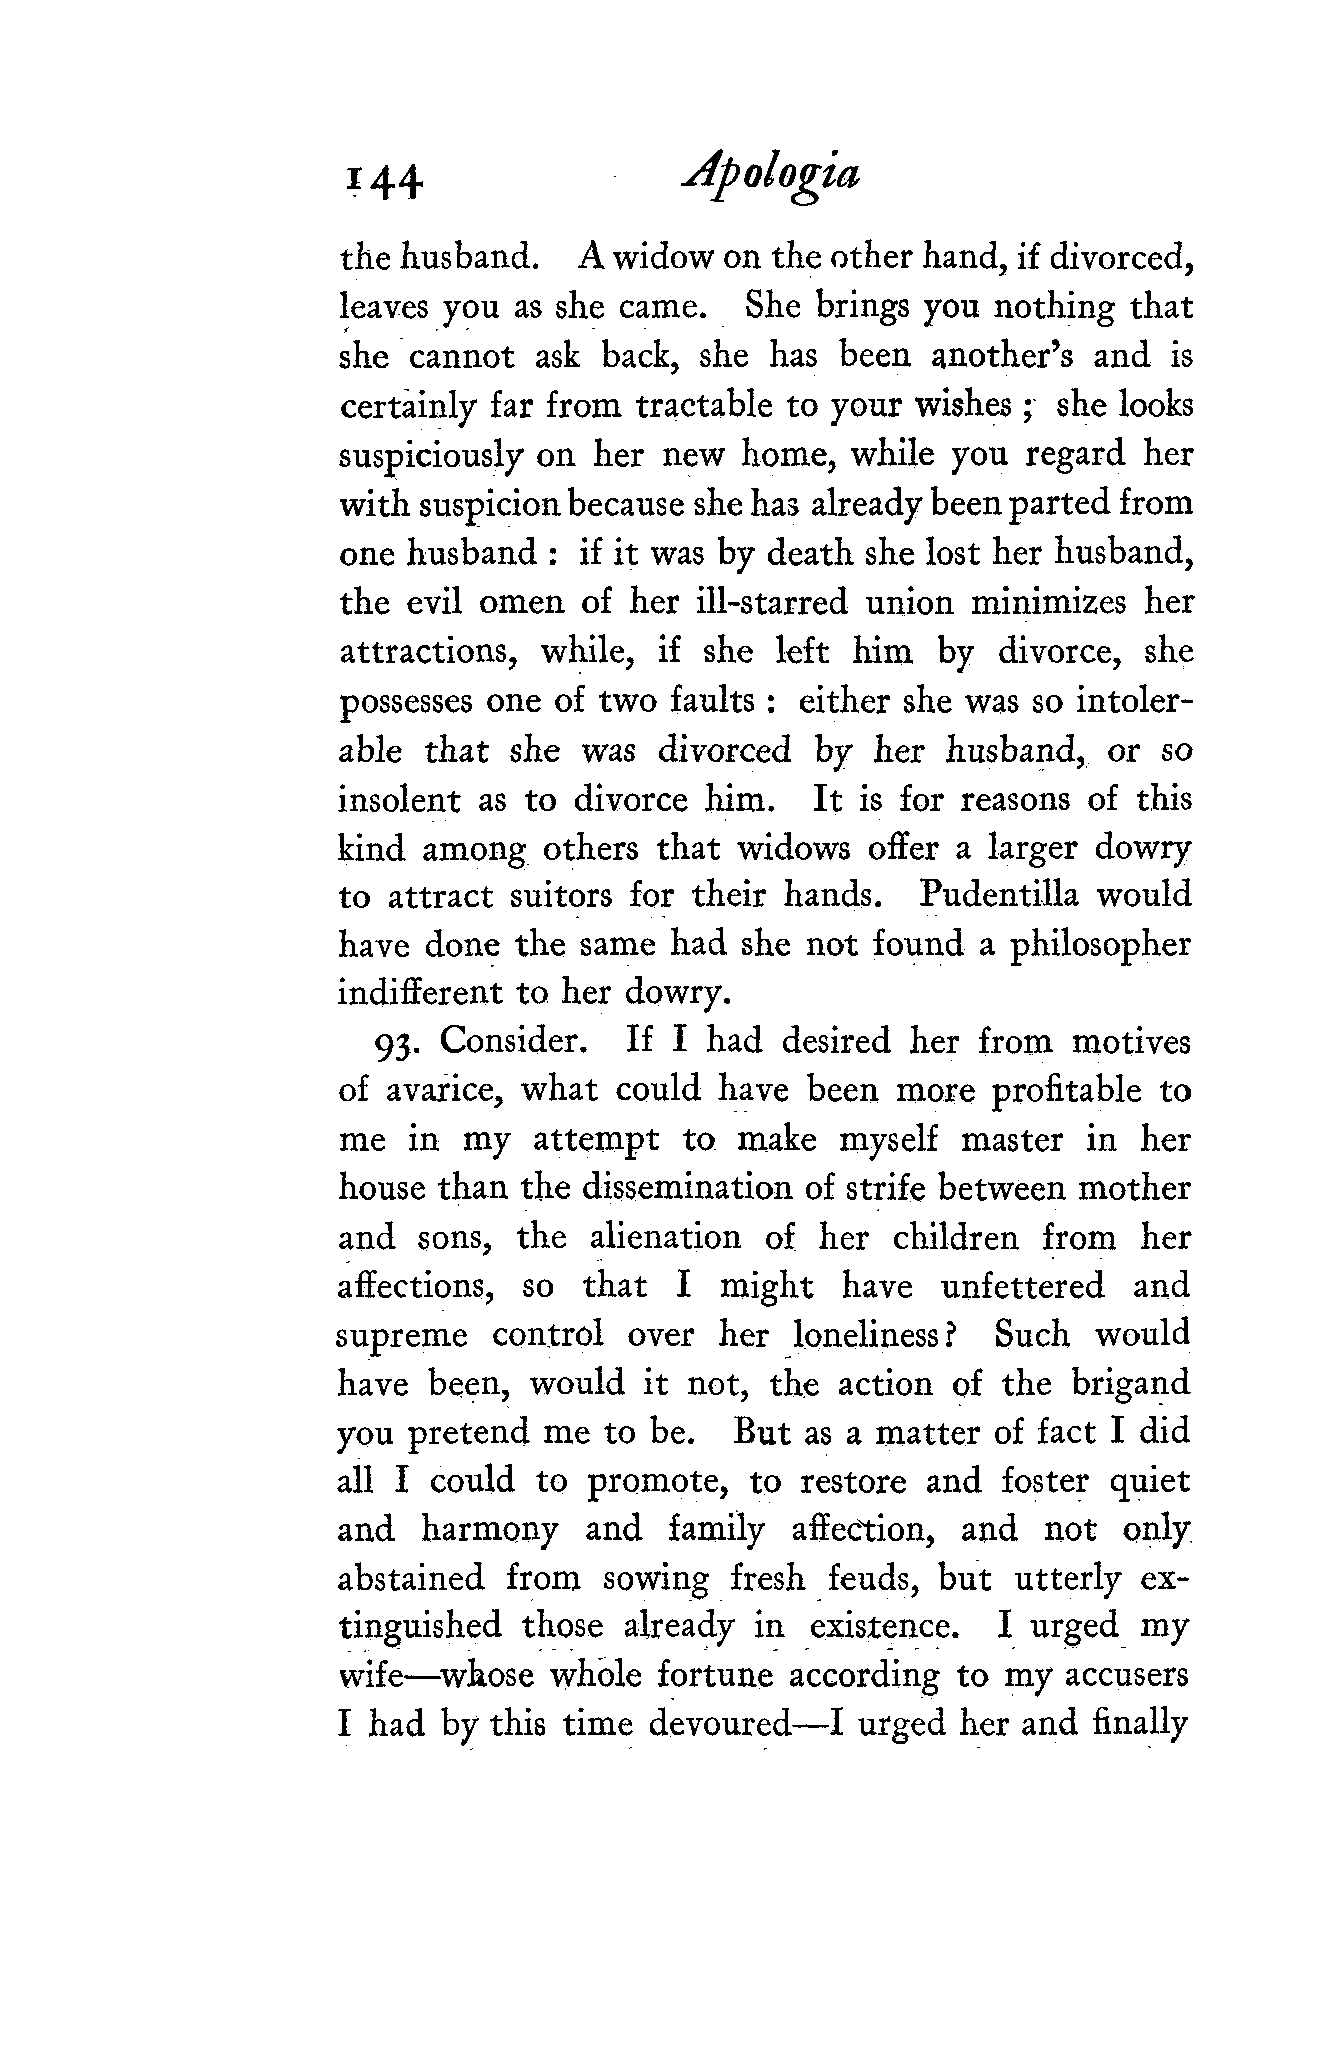 144 Apologia
the husband. A widow on the other hand, if divorced,
leaves you as she came. She brings you nothing that
she cannot ask back, she has been another's and is
certainly far from tractable to your wishes ; she looks
suspiciously on her new home, while you regard her
with suspicion because she has already been parted from
one husband : if it was by death she lost her husband,
the evil omen of her ill-starred union minimizes her
attractions, while, if she left him by divorce, she
possesses one of two faults : either she was so intoler-
able that she was divorced by her husband, or so
insolent as to divorce him. It is for reasons of this
kind among others that widows offer a larger dowry
to attract suitors for their hands. Pudentilla would
have done the same had she not found a philosopher
indifferent to her dowry.
93. Consider. If I had desired her from motives
of avarice, what could have been more profitable to
me in my attempt to make myself master in her
house than the dissemination of strife between mother
and sons, the alienation of her children from her
affections, so that I might have unfettered and
supreme control over her loneliness? Such would
have been, would it not, the action of the brigand
you pretend me to be. But as a matter of fact I did
all I could to promote, to restore and foster quiet
and harmony and family affection, and not only
abstained from sowing fresh feuds, but utterly ex-
tinguished those already in existence. I urged my
wife—whose whole fortune according to my accusers
I had by this time devoured—I urged her and finally